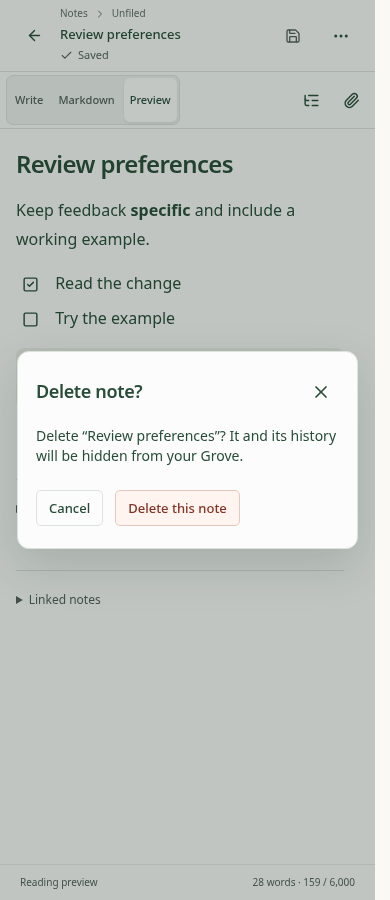 Notes > Unfiled
Review preferences
Saved
Write Markdown Preview
Review preferences
Keep feedback specific and include a
working example.
Read the change
Try the example
Delete note?
Delete “Review preferences”? It and its history
will be hidden from your Grove.
Cancel Delete this note
Linked notes
Reading preview 28 words · 159 / 6,000